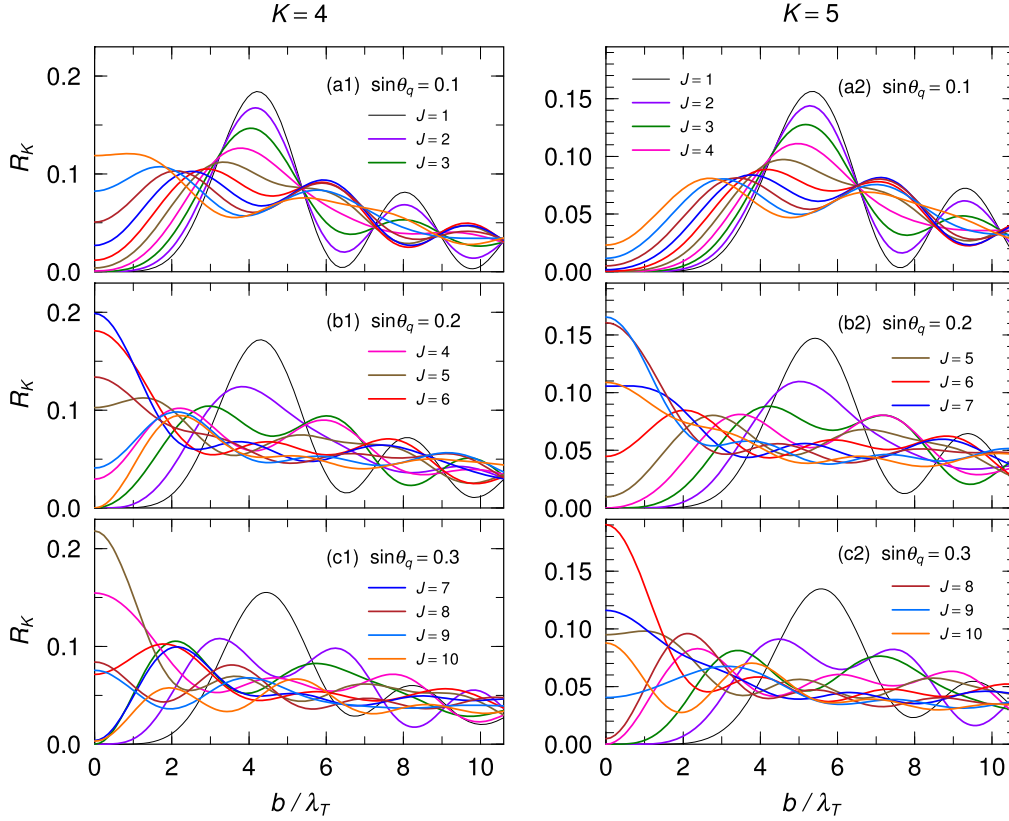 K = 4
K = 5
R_K
0.2
0.1
0.0
(a1) sinθ_q = 0.1
J = 1
J = 2
J = 3
0.15
0.10
0.05
0.00
J = 1
J = 2
J = 3
J = 4
(a2) sinθ_q = 0.1
R_K
0.2
0.1
0.0
(b1) sinθ_q = 0.2
J = 4
J = 5
J = 6
0.15
0.10
0.05
0.00
(b2) sinθ_q = 0.2
J = 5
J = 6
J = 7
R_K
0.2
0.1
0.0
(c1) sinθ_q = 0.3
J = 7
J = 8
J = 9
J = 10
0.15
0.10
0.05
0.00
(c2) sinθ_q = 0.3
J = 8
J = 9
J = 10
0 2 4 6 8 10
0 2 4 6 8 10
b / λ_T
b / λ_T